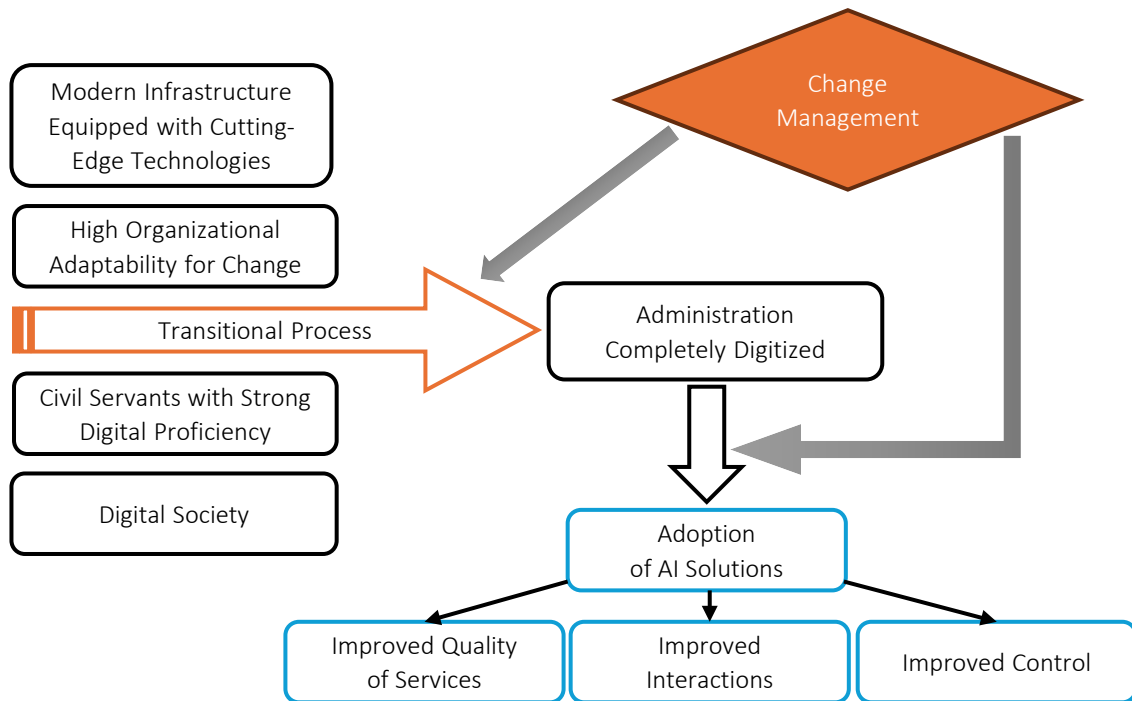 Modern Infrastructure
Equipped with Cutting-
Edge Technologies
High Organizational
Adaptability for Change
Transitional Process
Civil Servants with Strong
Digital Proficiency
Digital Society
Change
Management
Administration
Completely Digitized
Adoption
of AI Solutions
Improved Quality
of Services
Improved
Interactions
Improved Control